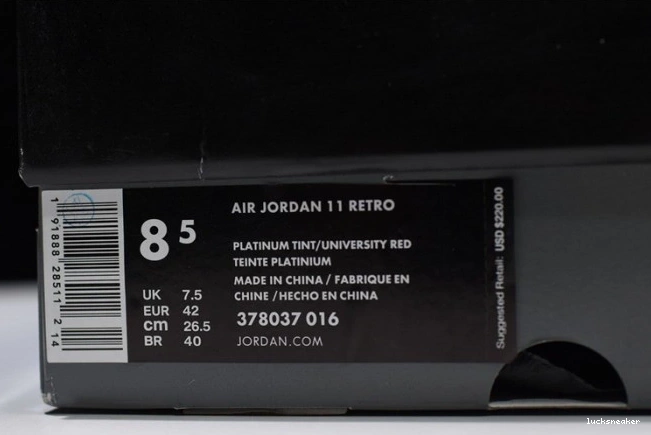 1 91888 28511 2 14
8 5
AIR JORDAN 11 RETRO
PLATINUM TINT/UNIVERSITY RED
TEINTE PLATINIUM
MADE IN CHINA / FABRIQUE EN
CHINE /HECHO EN CHINA
UK 7.5
EUR 42
cm 26.5
BR 40
378037 016
JORDAN.COM
Suggested Retail: USD $220.00
lucksneaker